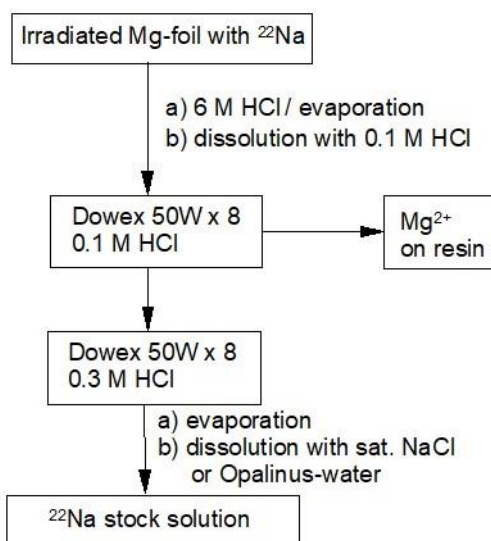 Irradiated Mg-foil with ²²Na
a) 6 M HCl / evaporation
b) dissolution with 0.1 M HCl
Dowex 50W x 8
0.1 M HCl
Mg²⁺
on resin
Dowex 50W x 8
0.3 M HCl
a) evaporation
b) dissolution with sat. NaCl
or Opalinus-water
²²Na stock solution